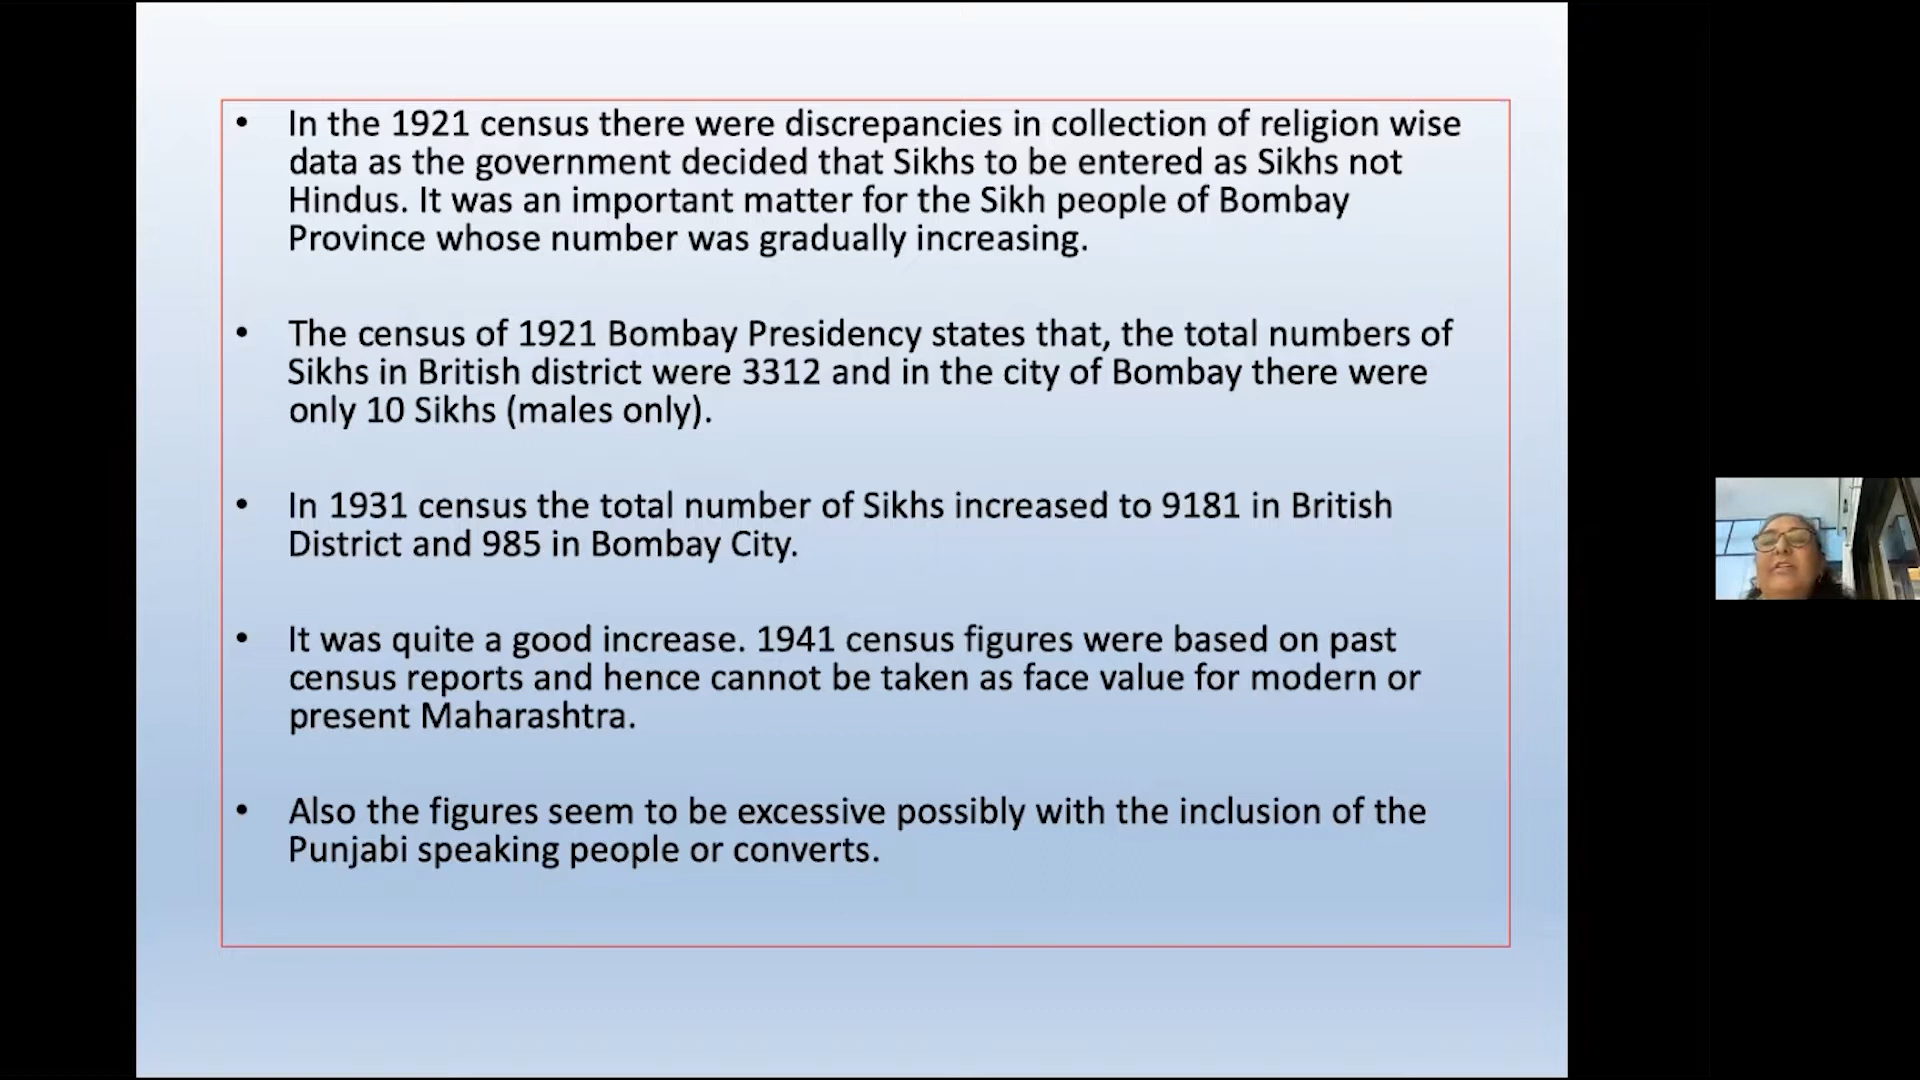 • In the 1921 census there were discrepancies in collection of religion wise
data as the government decided that Sikhs to be entered as Sikhs not
Hindus. It was an important matter for the Sikh people of Bombay
Province whose number was gradually increasing.
• The census of 1921 Bombay Presidency states that, the total numbers of
Sikhs in British district were 3312 and in the city of Bombay there were
only 10 Sikhs (males only).
• In 1931 census the total number of Sikhs increased to 9181 in British
District and 985 in Bombay City.
• It was quite a good increase. 1941 census figures were based on past
census reports and hence cannot be taken as face value for modern or
present Maharashtra.
• Also the figures seem to be excessive possibly with the inclusion of the
Punjabi speaking people or converts.